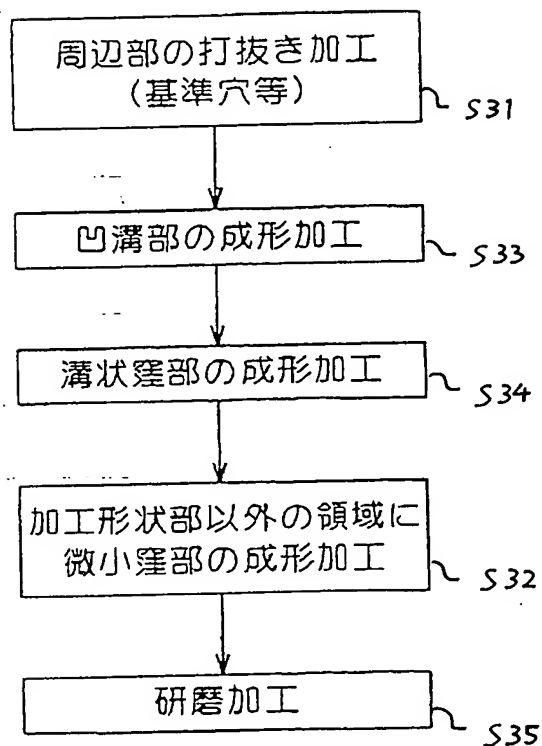 周辺部の打抜き加工
(基準穴等)
S31
凹溝部の成形加工
S33
溝状窪部の成形加工
S34
加工形状部以外の領域に
微小窪部の成形加工
S32
研磨加工
S35